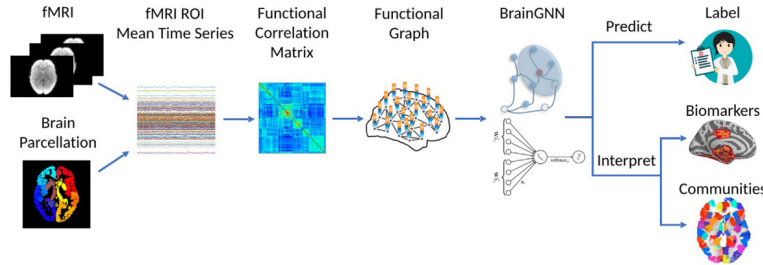 fMRI
Brain
Parcellation
fMRI ROI
Mean Time Series
Functional
Correlation
Matrix
Functional
Graph
BrainGNN
softmax
Predict
Interpret
Label
Biomarkers
Communities